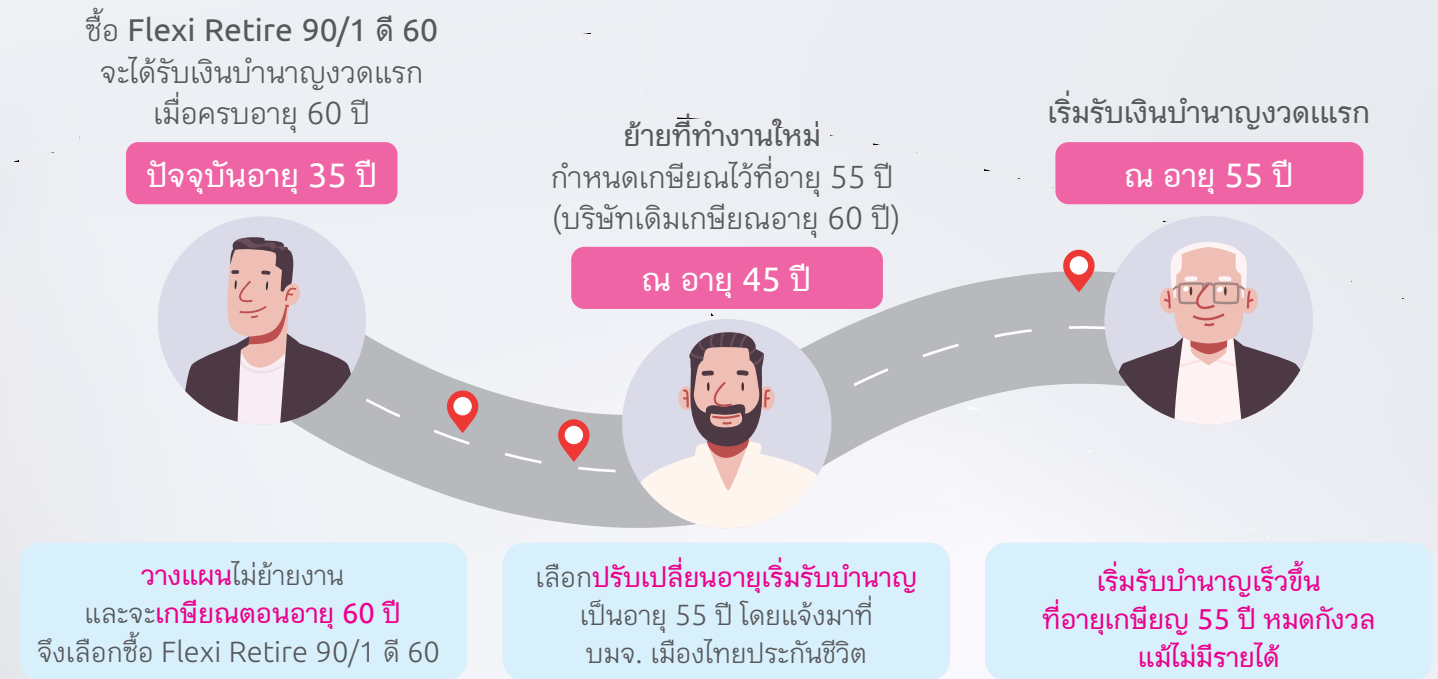 ซื้อ Flexi Retire 90/1 ดี 60
จะได้รับเงินบำนาญงวดแรก
เมื่อครบอายุ 60 ปี
ปัจจุบันอายุ 35 ปี
วางแผนไม่ย้ายงาน
และจะเกษียณตอนอายุ 60 ปี
จึงเลือกซื้อ Flexi Retire 90/1 ดี 60
ย้ายที่ทำงานใหม่
กำหนดเกษียณไว้ที่อายุ 55 ปี
(บริษัทเดิมเกษียณอายุ 60 ปี)
ณ อายุ 45 ปี
เลือกปรับเปลี่ยนอายุเริ่มรับบำนาญ
เป็นอายุ 55 ปี โดยแจ้งมาที่
บมจ. เมืองไทยประกันชีวิต
เริ่มรับเงินบำนาญงวดแรก
ณ อายุ 55 ปี
เริ่มรับบำนาญเร็วขึ้น
ที่อายุเกษียญ 55 ปี หมดกังวล
แม้ไม่มีรายได้